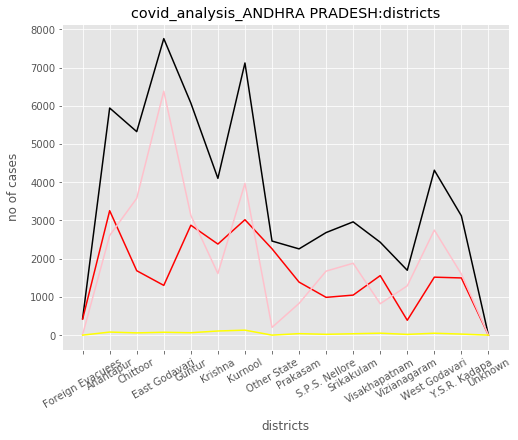 covid_analysis_ANDHRA PRADESH:districts
8000
7000
6000
5000
4000
3000
2000
1000
0
no of cases
Foreign Evacuees
Anantapur
Chittoor
East Godavari
Guntur
Krishna
Kurnool
Other State
Prakasam
S.P.S. Nellore
Srikakulam
Visakhapatnam
Vizianagaram
West Godavari
Y.S.R. Kadapa
Unknown
districts